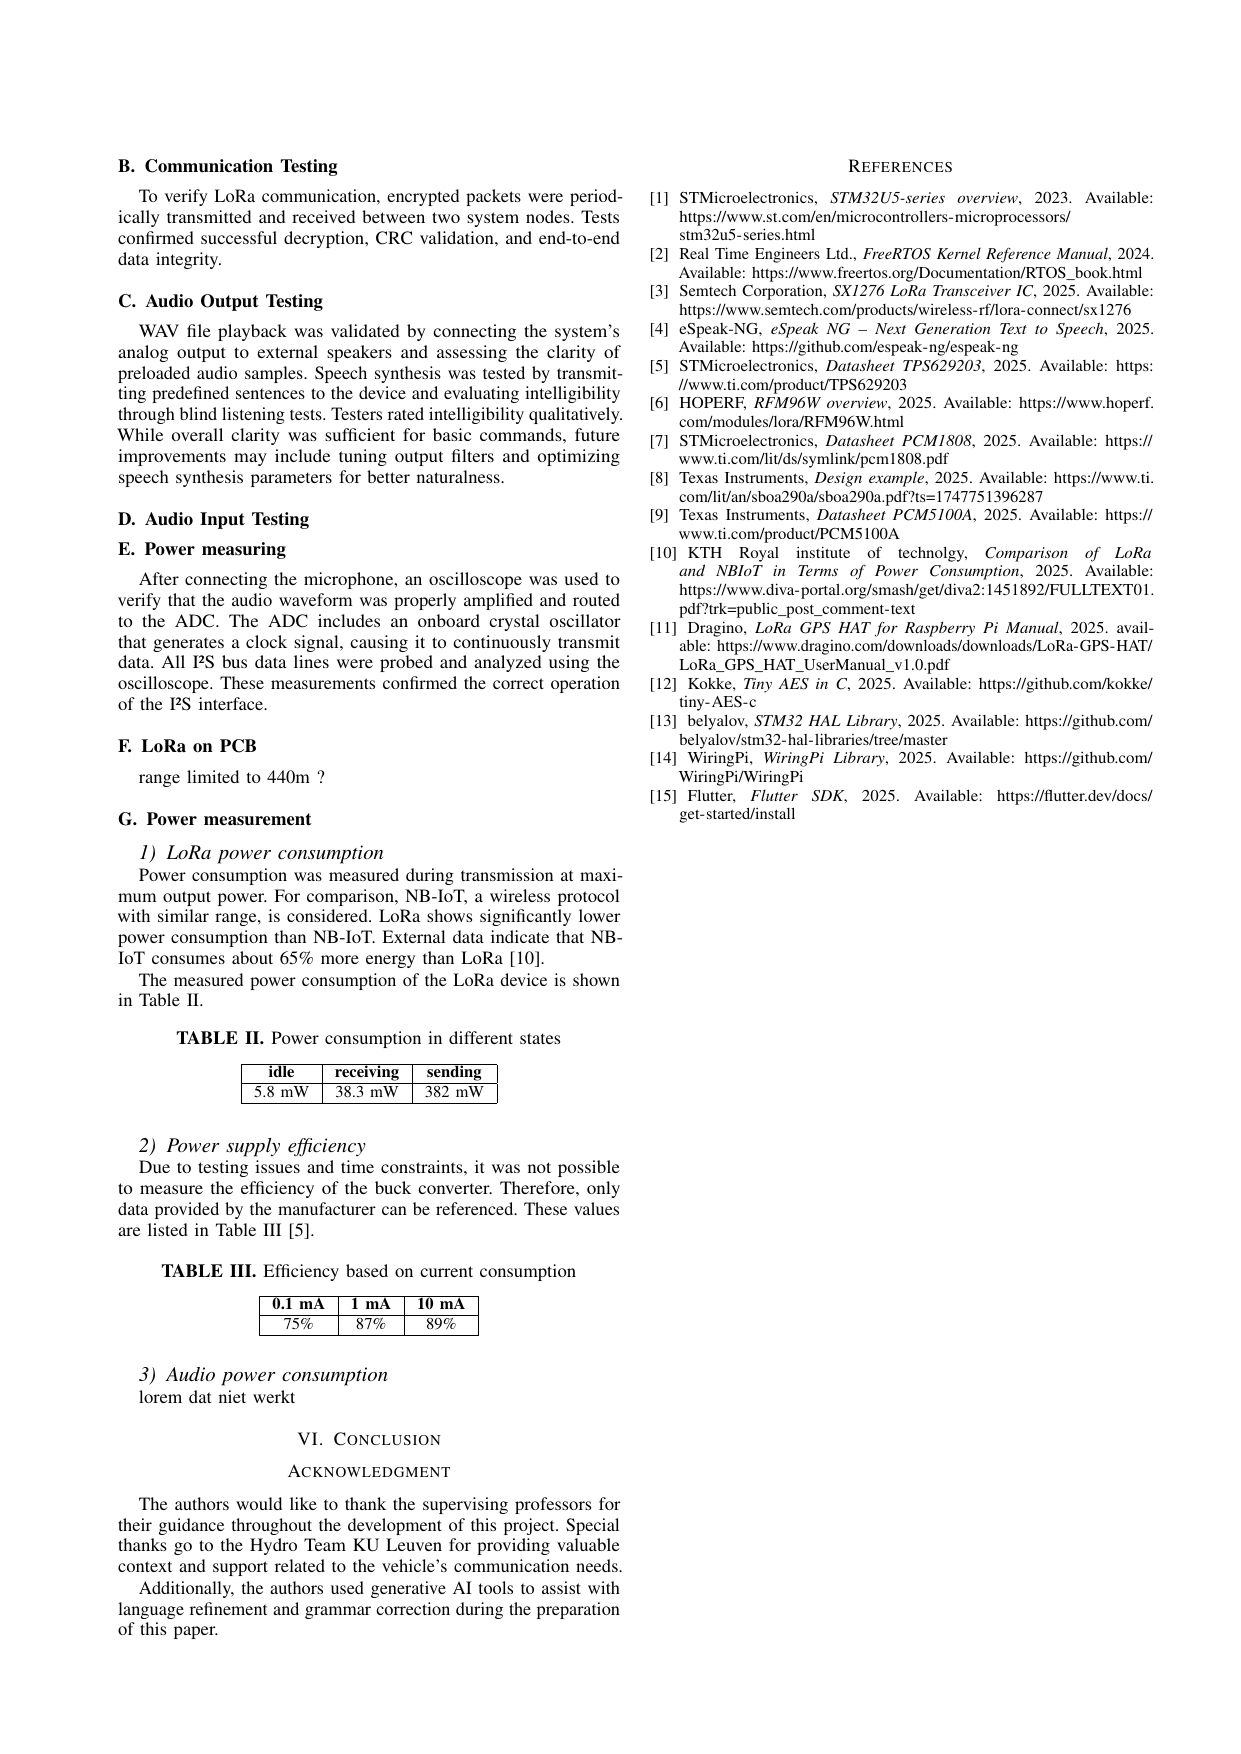 B. Communication Testing
To verify LoRa communication, encrypted packets were period-
ically transmitted and received between two system nodes. Tests
confirmed successful decryption, CRC validation, and end-to-end
data integrity.
C. Audio Output Testing
WAV file playback was validated by connecting the system's
analog output to external speakers and assessing the clarity of
preloaded audio samples. Speech synthesis was tested by transmit-
ting predefined sentences to the device and evaluating intelligibility
through blind listening tests. Testers rated intelligibility qualitatively.
While overall clarity was sufficient for basic commands, future
improvements may include tuning output filters and optimizing
speech synthesis parameters for better naturalness.
D. Audio Input Testing
E. Power measuring
After connecting the microphone, an oscilloscope was used to
verify that the audio waveform was properly amplified and routed
to the ADC. The ADC includes an onboard crystal oscillator
that generates a clock signal, causing it to continuously transmit
data. All I²S bus data lines were probed and analyzed using the
oscilloscope. These measurements confirmed the correct operation
of the I²S interface.
F. LoRa on PCB
range limited to 440m ?
G. Power measurement
1) LoRa power consumption
Power consumption was measured during transmission at maxi-
mum output power. For comparison, NB-IoT, a wireless protocol
with similar range, is considered. LoRa shows significantly lower
power consumption than NB-IoT. External data indicate that NB-
IoT consumes about 65% more energy than LoRa [10].
The measured power consumption of the LoRa device is shown
in Table II.
TABLE II. Power consumption in different states
idle receiving sending
5.8 mW 38.3 mW 382 mW
2) Power supply efficiency
Due to testing issues and time constraints, it was not possible
to measure the efficiency of the buck converter. Therefore, only
data provided by the manufacturer can be referenced. These values
are listed in Table III [5].
TABLE III. Efficiency based on current consumption
0.1 mA 1 mA 10 mA
75% 87% 89%
3) Audio power consumption
lorem dat niet werkt
VI. CONCLUSION
ACKNOWLEDGMENT
The authors would like to thank the supervising professors for
their guidance throughout the development of this project. Special
thanks go to the Hydro Team KU Leuven for providing valuable
context and support related to the vehicle's communication needs.
Additionally, the authors used generative AI tools to assist with
language refinement and grammar correction during the preparation
of this paper.
REFERENCES
[1] STMicroelectronics, STM32U5-series overview, 2023. Available:
https://www.st.com/en/microcontrollers-microprocessors/
stm32u5-series.html
[2] Real Time Engineers Ltd., FreeRTOS Kernel Reference Manual, 2024.
Available: https://www.freertos.org/Documentation/RTOS_book.html
[3] Semtech Corporation, SX1276 LoRa Transceiver IC, 2025. Available:
https://www.semtech.com/products/wireless-rf/lora-connect/sx1276
[4] eSpeak-NG, eSpeak NG – Next Generation Text to Speech, 2025.
Available: https://github.com/espeak-ng/espeak-ng
[5] STMicroelectronics, Datasheet TPS629203, 2025. Available: https:
//www.ti.com/product/TPS629203
[6] HOPERF, RFM96W overview, 2025. Available: https://www.hoperf.
com/modules/lora/RFM96W.html
[7] STMicroelectronics, Datasheet PCM1808, 2025. Available: https://
www.ti.com/lit/ds/symlink/pcm1808.pdf
[8] Texas Instruments, Design example, 2025. Available: https://www.ti.
com/lit/an/sboa290a/sboa290a.pdf?ts=1747751396287
[9] Texas Instruments, Datasheet PCM5100A, 2025. Available: https://
www.ti.com/product/PCM5100A
[10] KTH Royal institute of technolgy, Comparison of LoRa
and NBIoT in Terms of Power Consumption, 2025. Available:
https://www.diva-portal.org/smash/get/diva2:1451892/FULLTEXT01.
pdf?trk=public_post_comment-text
[11] Dragino, LoRa GPS HAT for Raspberry Pi Manual, 2025. avail-
able: https://www.dragino.com/downloads/downloads/LoRa-GPS-HAT/
LoRa_GPS_HAT_UserManual_v1.0.pdf
[12] Kokke, Tiny AES in C, 2025. Available: https://github.com/kokke/
tiny-AES-c
[13] belyalov, STM32 HAL Library, 2025. Available: https://github.com/
belyalov/stm32-hal-libraries/tree/master
[14] WiringPi, WiringPi Library, 2025. Available: https://github.com/
WiringPi/WiringPi
[15] Flutter, Flutter SDK, 2025. Available: https://flutter.dev/docs/
get-started/install